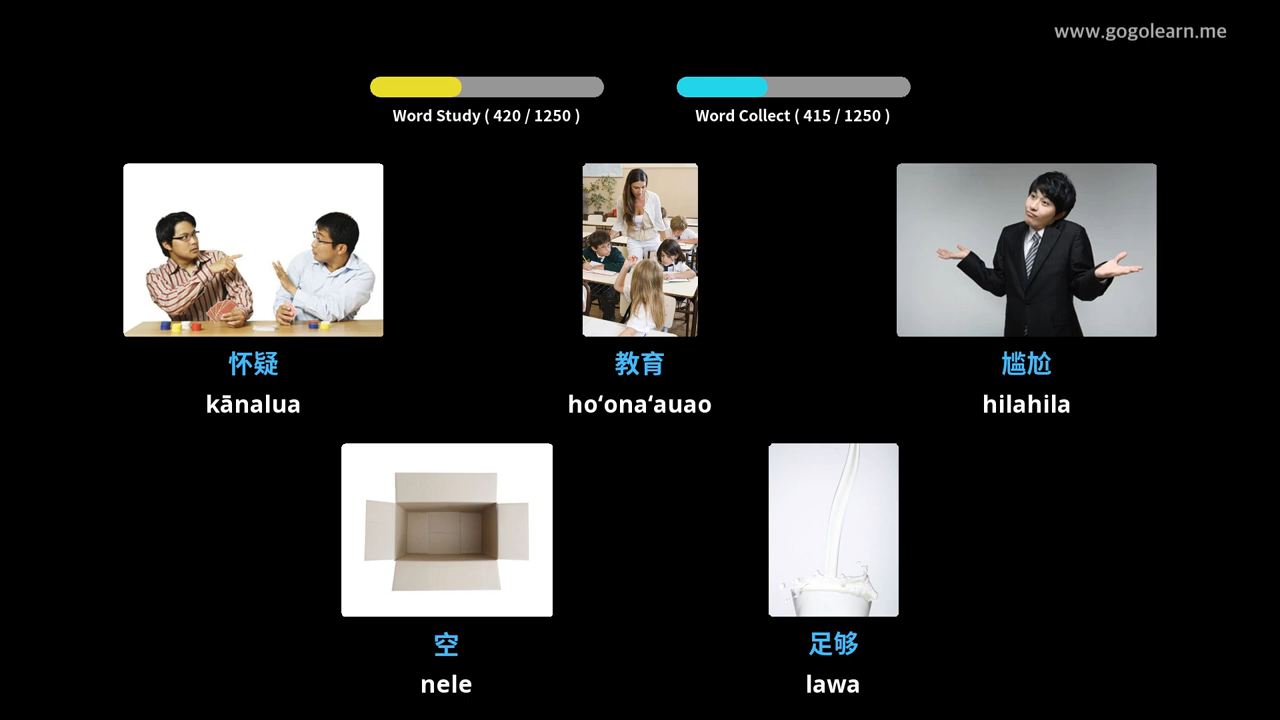 www.gogolearn.me
Word Study ( 420 / 1250 )
Word Collect ( 415 / 1250 )
怀疑
教育
尴尬
kānalua
hoʻonaʻauao
hilahila
空
足够
nele
lawa